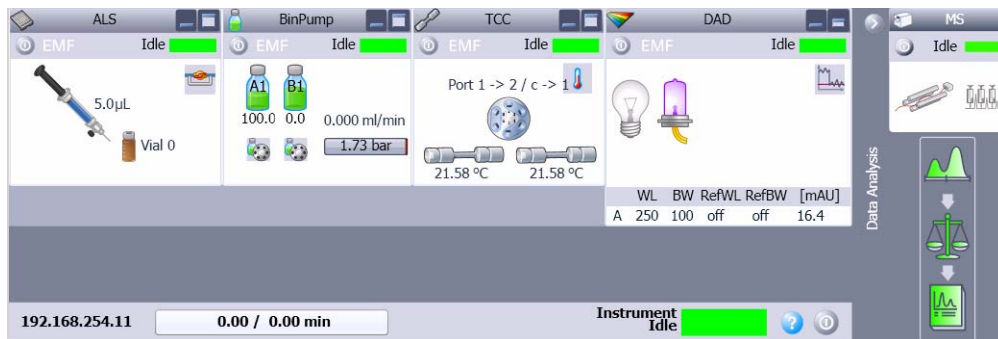 ALS
EMF Idle
5.0µL
Vial 0
BinPump
EMF Idle
A1 B1
100.0 0.0 0.000 ml/min
1.73 bar
TCC
EMF Idle
Port 1 -> 2 / c -> 1
21.58 °C 21.58 °C
DAD
EMF Idle
WL BW RefWL RefBW [mAU]
A 250 100 off off 16.4
Data Analysis
MS
Idle
192.168.254.11
0.00 / 0.00 min
Instrument
Idle
?